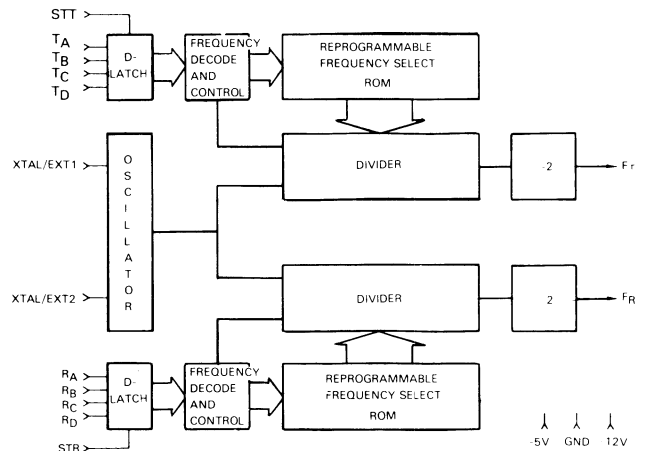 STT
TA
TB
TC
TD
D-
LATCH
FREQUENCY
DECODE
AND
CONTROL
REPROGRAMMABLE
FREQUENCY SELECT
ROM
XTAL/EXT1
OSCILLATOR
DIVIDER
-2
Fr
XTAL/EXT2
DIVIDER
2
FR
RA
RB
RC
RD
D-
LATCH
FREQUENCY
DECODE
AND
CONTROL
REPROGRAMMABLE
FREQUENCY SELECT
ROM
STR
-5V GND 12V